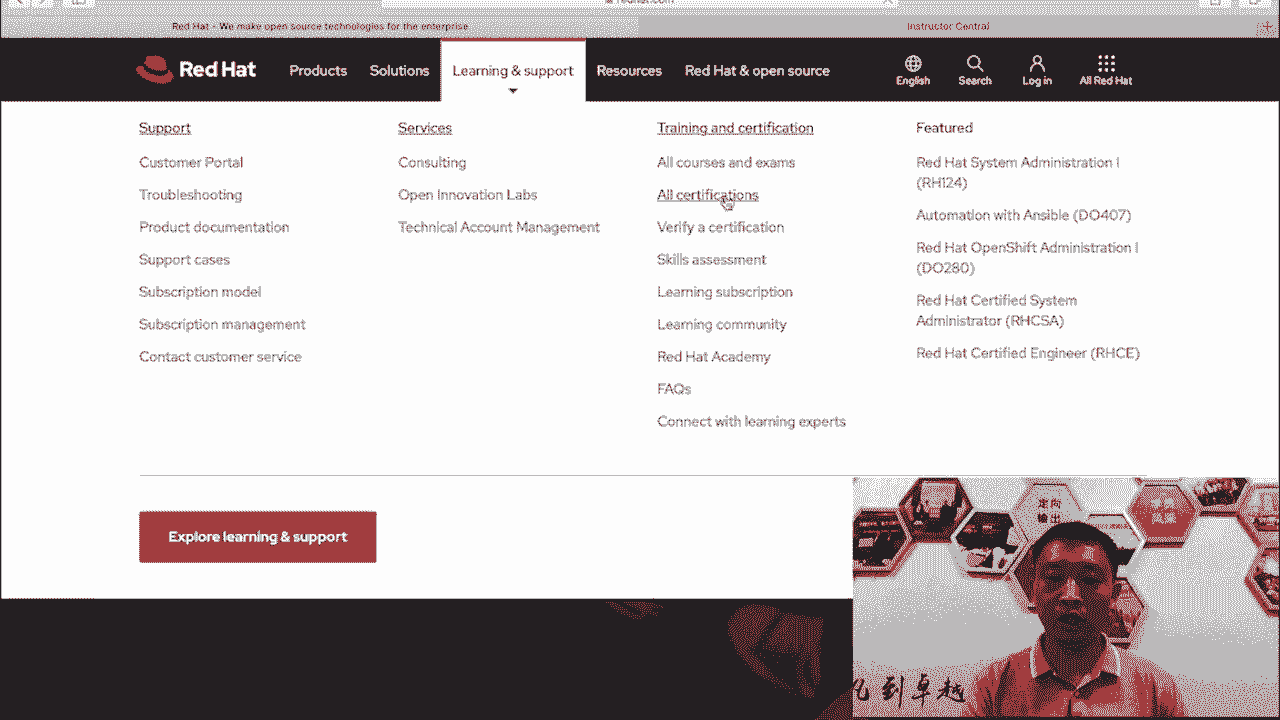 Red Hat - We make open source technologies for the enterprise
Instructor Central
Red Hat
Products
Solutions
Learning & support
Resources
Red Hat & open source
English
Search
Log in
All Red Hat
Support
Customer Portal
Troubleshooting
Product documentation
Support cases
Subscription model
Subscription management
Contact customer service
Services
Consulting
Open Innovation Labs
Technical Account Management
Training and certification
All courses and exams
All certifications
Verify a certification
Skills assessment
Learning subscription
Learning community
Red Hat Academy
FAQs
Connect with learning experts
Featured
Red Hat System Administration I
(RH124)
Automation with Ansible (DO407)
Red Hat OpenShift Administration I
(DO280)
Red Hat Certified System
Administrator (RHCSA)
Red Hat Certified Engineer (RHCE)
Explore learning & support
定向
输出
到卓越